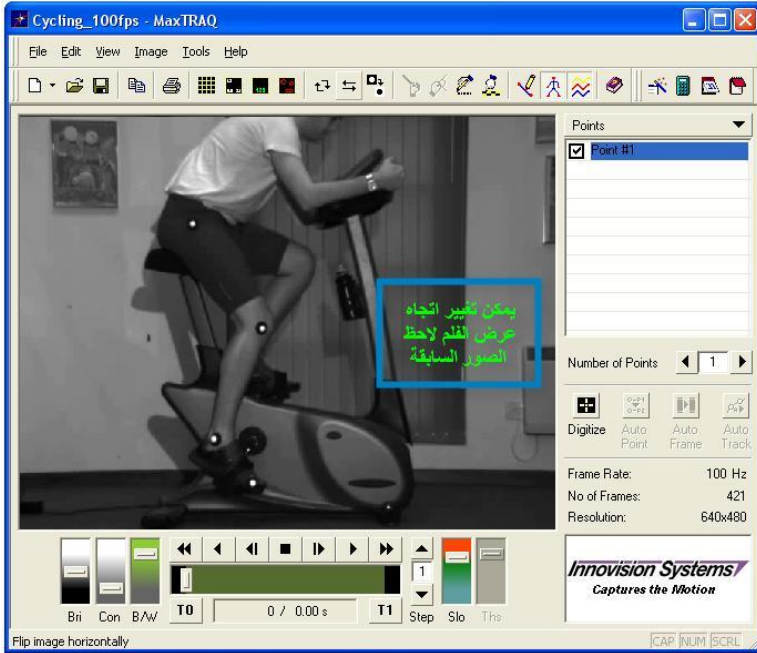 Cycling_100fps - MaxTRAQ
File Edit View Image Tools Help
Points
Point #1
يمكن تغيير اتجاه
عرض الفلم لاحظ
الصور السابقة
Number of Points 1
Digitize Auto Point Auto Frame Auto Track
Frame Rate: 100 Hz
No of Frames: 421
Resolution: 640x480
Innovision Systems
Captures the Motion
1
Bri Con B/W T0 0 / 0.00 s T1 Step Slo Ths
Flip image horizontally CAP NUM SCRL